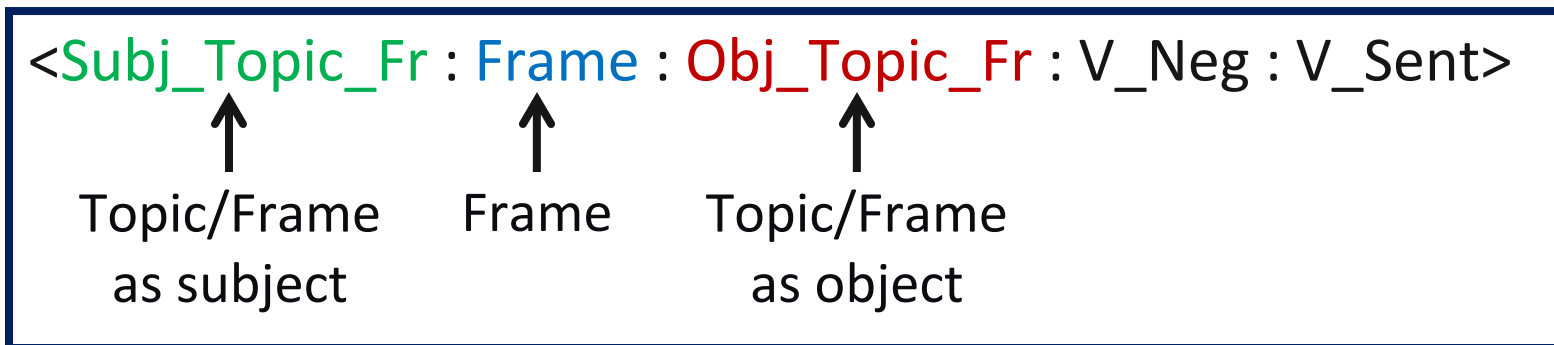 <Subj_Topic_Fr : Frame : Obj_Topic_Fr : V_Neg : V_Sent>
Topic/Frame Frame Topic/Frame
as subject as object